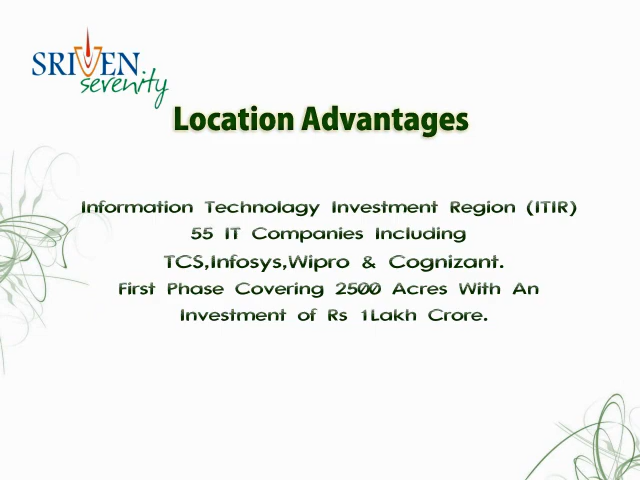 SRIVEN
serenity
Location Advantages
Information Technolagy Investment Region (ITIR)
55 IT Companies Including
TCS,Infosys,Wipro & Cognizant.
First Phase Covering 2500 Acres With An
Investment of Rs 1Lakh Crore.